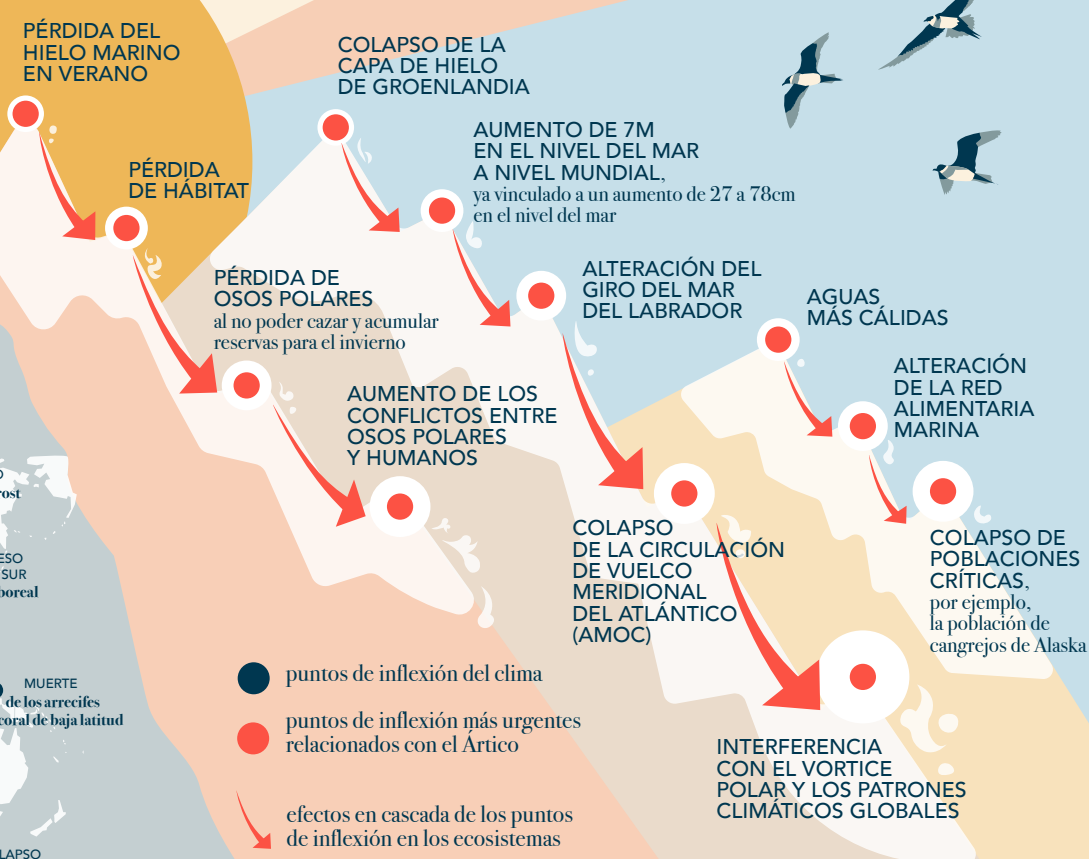 PÉRDIDA DEL
HIELO MARINO
EN VERANO
PÉRDIDA
DE HÁBITAT
PÉRDIDA DE
OSOS POLARES
al no poder cazar y acumular
reservas para el invierno
AUMENTO DE LOS
CONFLICTOS ENTRE
OSOS POLARES
Y HUMANOS
COLAPSO DE LA
CAPA DE HIELO
DE GROENLANDIA
AUMENTO DE 7M
EN EL NIVEL DEL MAR
A NIVEL MUNDIAL,
ya vinculado a un aumento de 27 a 78cm
en el nivel del mar
ALTERACIÓN DEL
GIRO DEL MAR
DEL LABRADOR
COLAPSO
DE LA CIRCULACIÓN
DE VUELCO
MERIDIONAL
DEL ATLÁNTICO
(AMOC)
INTERFERENCIA
CON EL VORTICE
POLAR Y LOS PATRONES
CLIMÁTICOS GLOBALES
AGUAS
MÁS CÁLIDAS
ALTERACIÓN
DE LA RED
ALIMENTARIA
MARINA
COLAPSO DE
POBLACIONES
CRÍTICAS,
por ejemplo,
la población de
cangrejos de Alaska
SUR
MUERTE
de los arrecifes
coral de baja latitud
puntos de inflexión del clima
puntos de inflexión más urgentes
relacionados con el Ártico
efectos en cascada de los puntos
de inflexión en los ecosistemas